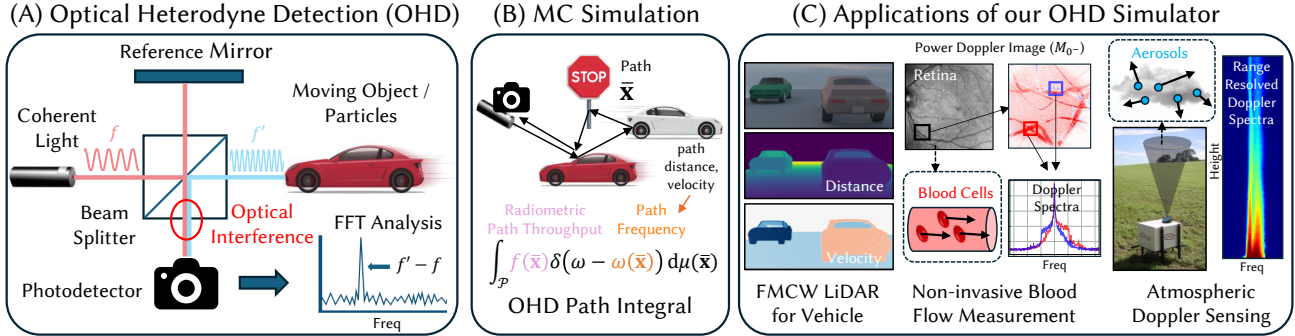 (A) Optical Heterodyne Detection (OHD)
Reference Mirror
Coherent
Light
f
f′
Moving Object /
Particles
Beam
Splitter
Optical
Interference
Photodetector
FFT Analysis
f′ − f
Freq
(B) MC Simulation
STOP
Path
x̄
path
distance,
velocity
Radiometric
Path Throughput
Path
Frequency
∫_𝒫 f(x̄)δ(ω − ω(x̄)) dμ(x̄)
OHD Path Integral
(C) Applications of our OHD Simulator
Distance
Velocity
FMCW LiDAR
for Vehicle
Power Doppler Image (M₀₋)
Retina
Blood Cells
Doppler
Spectra
Freq
Non-invasive Blood
Flow Measurement
Aerosols
Height
Range
Resolved
Doppler
Spectra
Freq
Atmospheric
Doppler Sensing